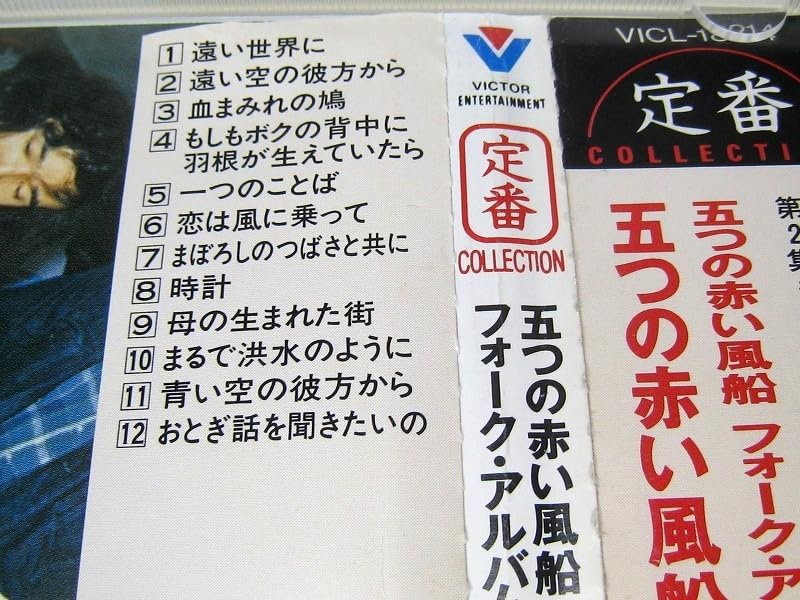 1 遠い世界に
2 遠い空の彼方から
3 血まみれの鳩
4 もしもボクの背中に
羽根が生えていたら
5 一つのことば
6 恋は風に乗って
7 まぼろしのつばさと共に
8 時計
9 母の生まれた街
10 まるで洪水のように
11 青い空の彼方から
12 おとぎ話を聞きたいの
VICTOR
ENTERTAINMENT
定番
COLLECTION
五つの赤い風船
フォーク・アルバ
定番
第2集
五つの赤い風船 フォーク・ア
五つの赤い風船